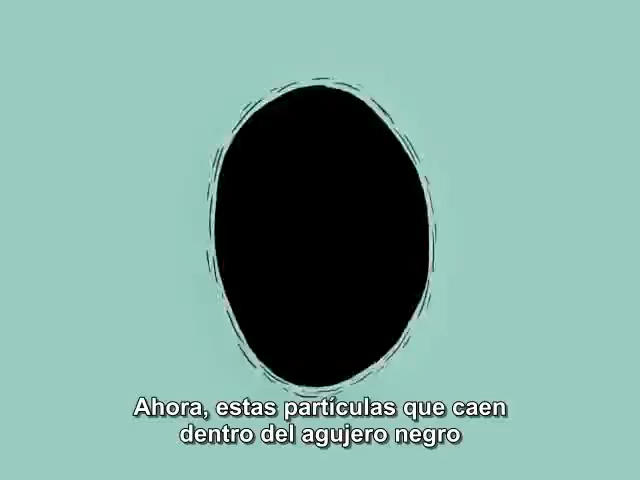 Ahora, estas partículas que caen
dentro del agujero negro